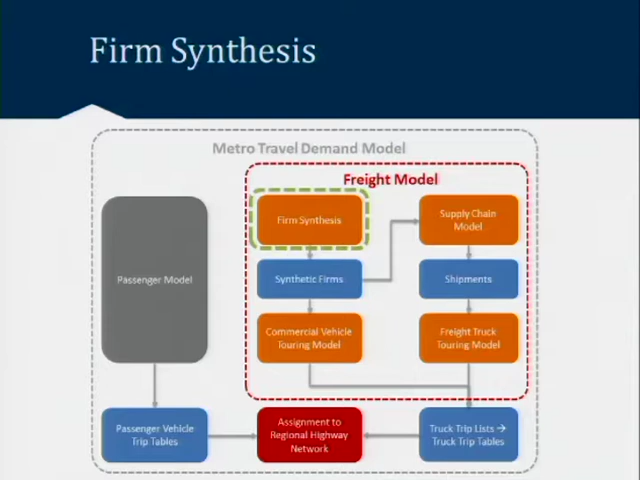 Firm Synthesis
Metro Travel Demand Model
Freight Model
Firm Synthesis
Supply Chain
Model
Passenger Model
Synthetic Firms
Shipments
Commercial Vehicle
Touring Model
Freight Truck
Touring Model
Passenger Vehicle
Trip Tables
Assignment to
Regional Highway
Network
Truck Trip Lists →
Truck Trip Tables